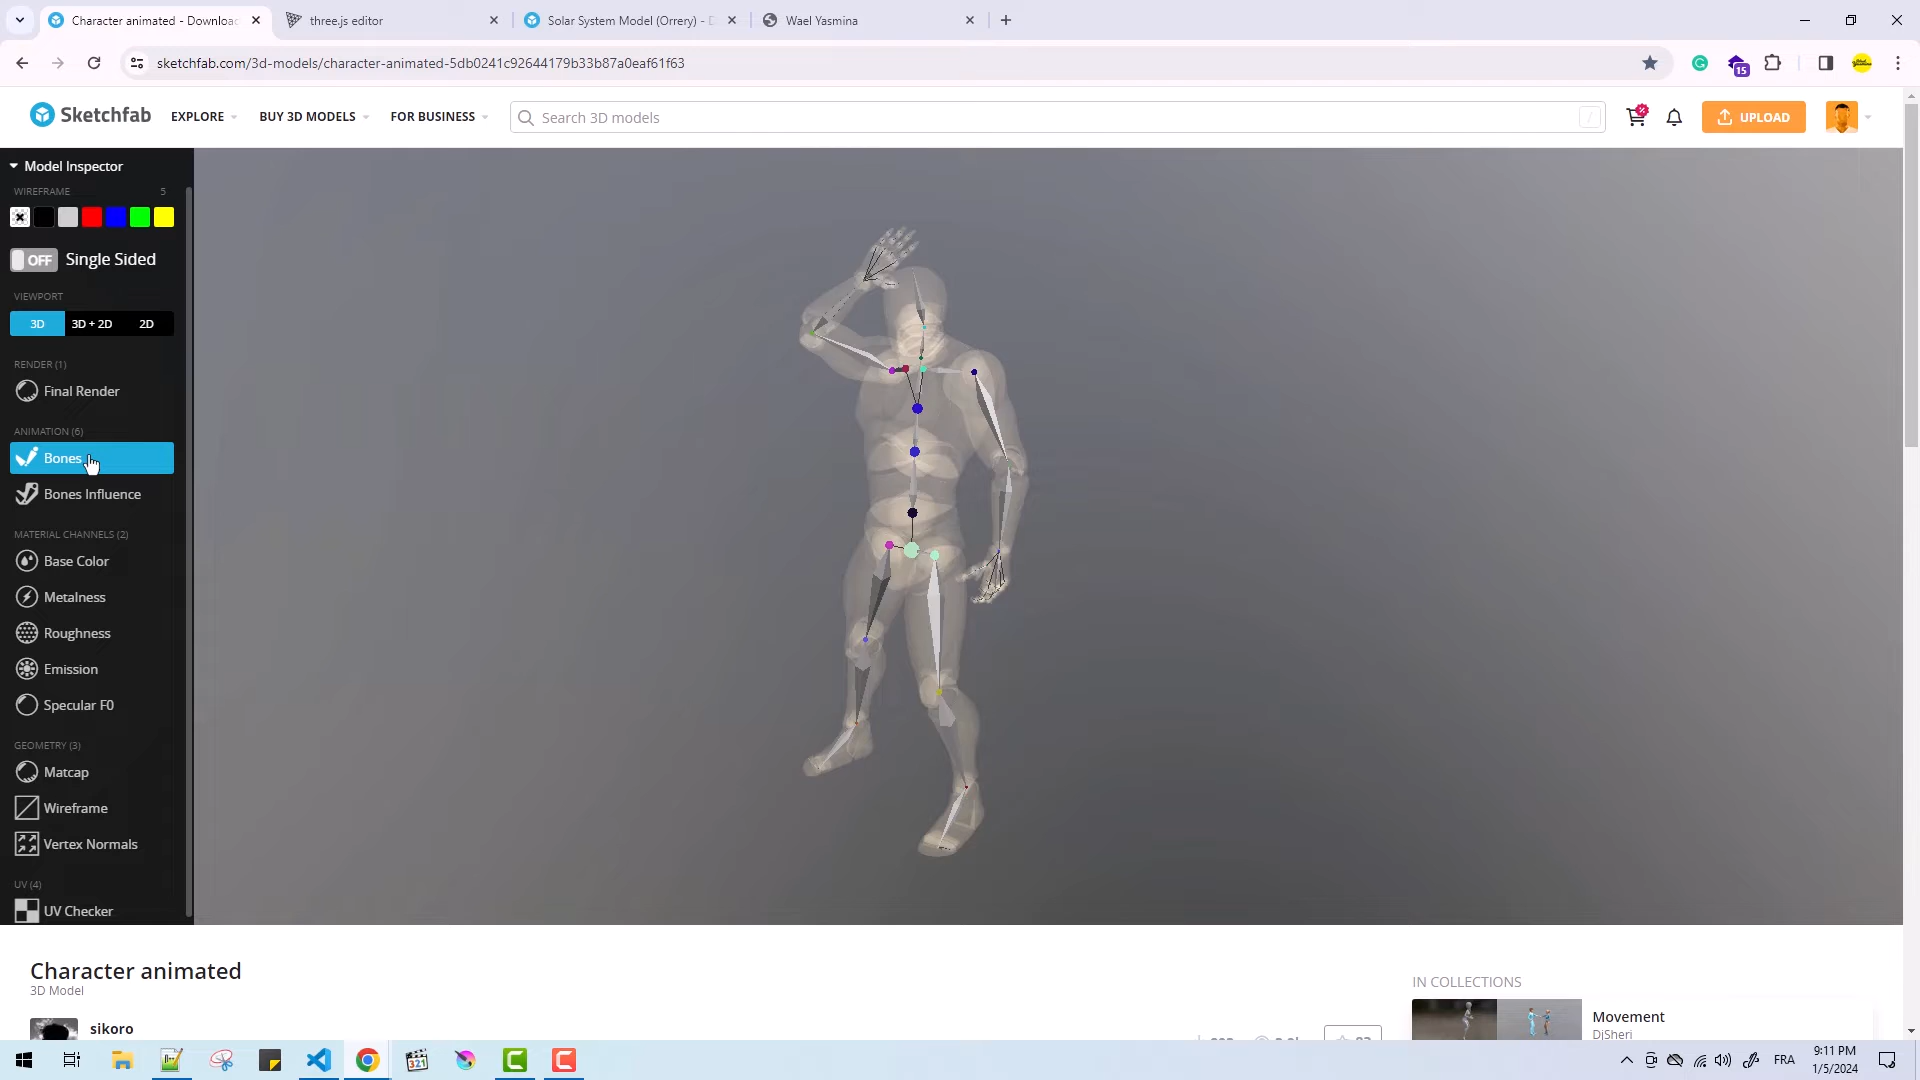 Character animated - Downloa
three.js editor
Solar System Model (Orrery) - D
Wael Yasmina
sketchfab.com/3d-models/character-animated-5db0241c92644179b33b87a0eaf61f63
15
Sketchfab
EXPLORE
BUY 3D MODELS
FOR BUSINESS
Search 3D models
/
UPLOAD
Model Inspector
WIREFRAME
5
OFF
Single Sided
VIEWPORT
3D
3D + 2D
2D
RENDER (1)
Final Render
ANIMATION (6)
Bones
Bones Influence
MATERIAL CHANNELS (2)
Base Color
Metalness
Roughness
Emission
Specular F0
GEOMETRY (3)
Matcap
Wireframe
Vertex Normals
UV (4)
UV Checker
Character animated
3D Model
sikoro
IN COLLECTIONS
Movement
DjSheri
321
FRA
9:11 PM
1/5/2024